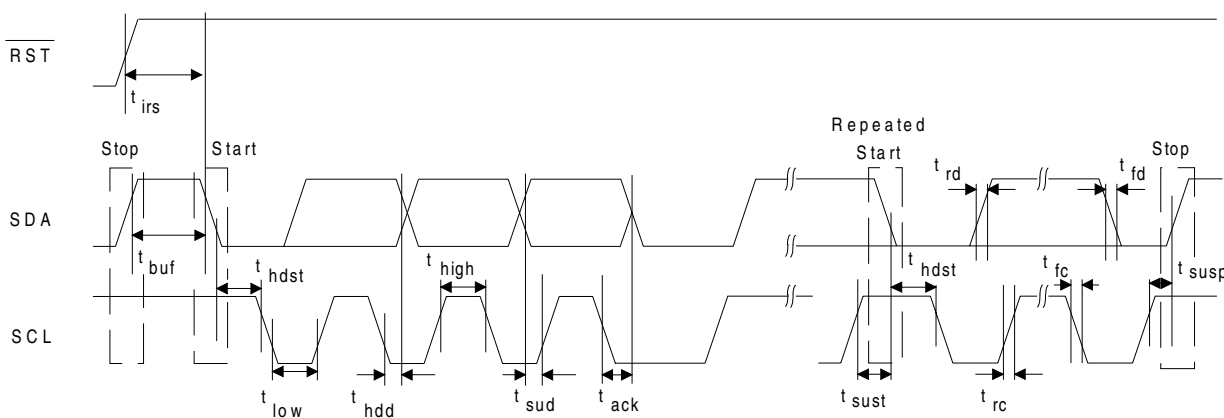 RST
t irs
Repeated
Stop
Start
Start
t rd
t fd
Stop
SDA
t buf
t hdst
t high
t hdst
t fc
t susp
SCL
t low
t hdd
t sud
t ack
t sust
t rc